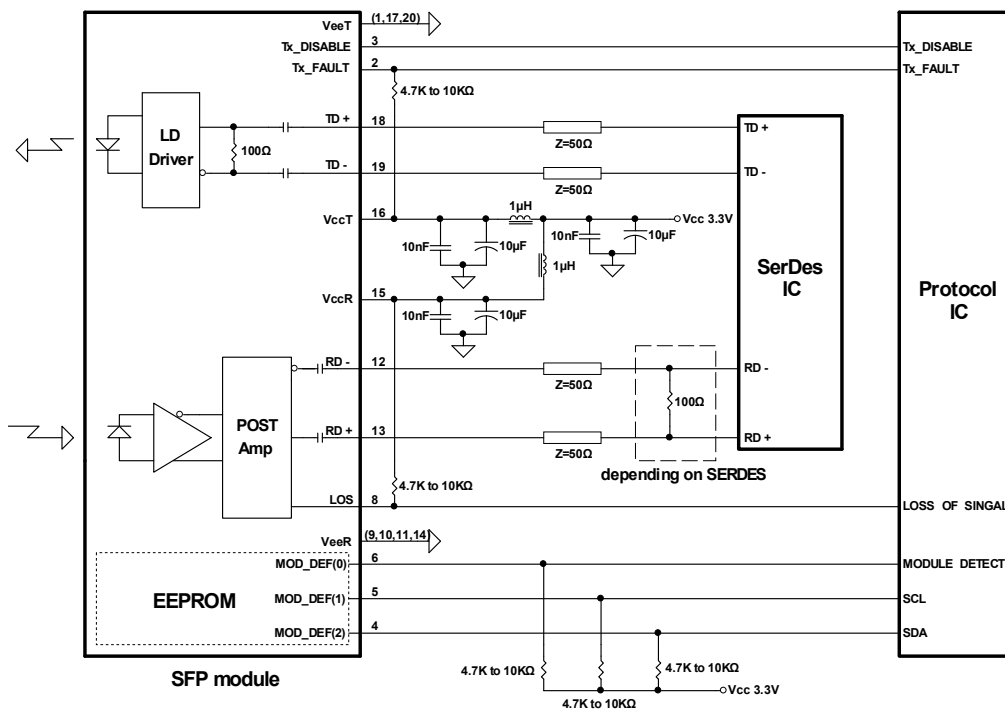 VeeT (1,17,20)
Tx_DISABLE 3 Tx_DISABLE
Tx_FAULT 2 Tx_FAULT
4.7K to 10KΩ
LD
Driver
100Ω
TD + 18 TD +
Z=50Ω
TD - 19 TD -
Z=50Ω
1µH
VccT 16 Vcc 3.3V
10nF 10µF 10nF 10µF
1µH
SerDes
IC
Protocol
IC
VccR 15
10nF 10µF
RD - 12 RD -
Z=50Ω
100Ω
POST
Amp
RD + 13 RD +
Z=50Ω
depending on SERDES
4.7K to 10KΩ
LOS 8 LOSS OF SINGAL
VeeR (9,10,11,14)
MOD_DEF(0) 6 MODULE DETECT
EEPROM
MOD_DEF(1) 5 SCL
MOD_DEF(2) 4 SDA
4.7K to 10KΩ 4.7K to 10KΩ
4.7K to 10KΩ
Vcc 3.3V
SFP module